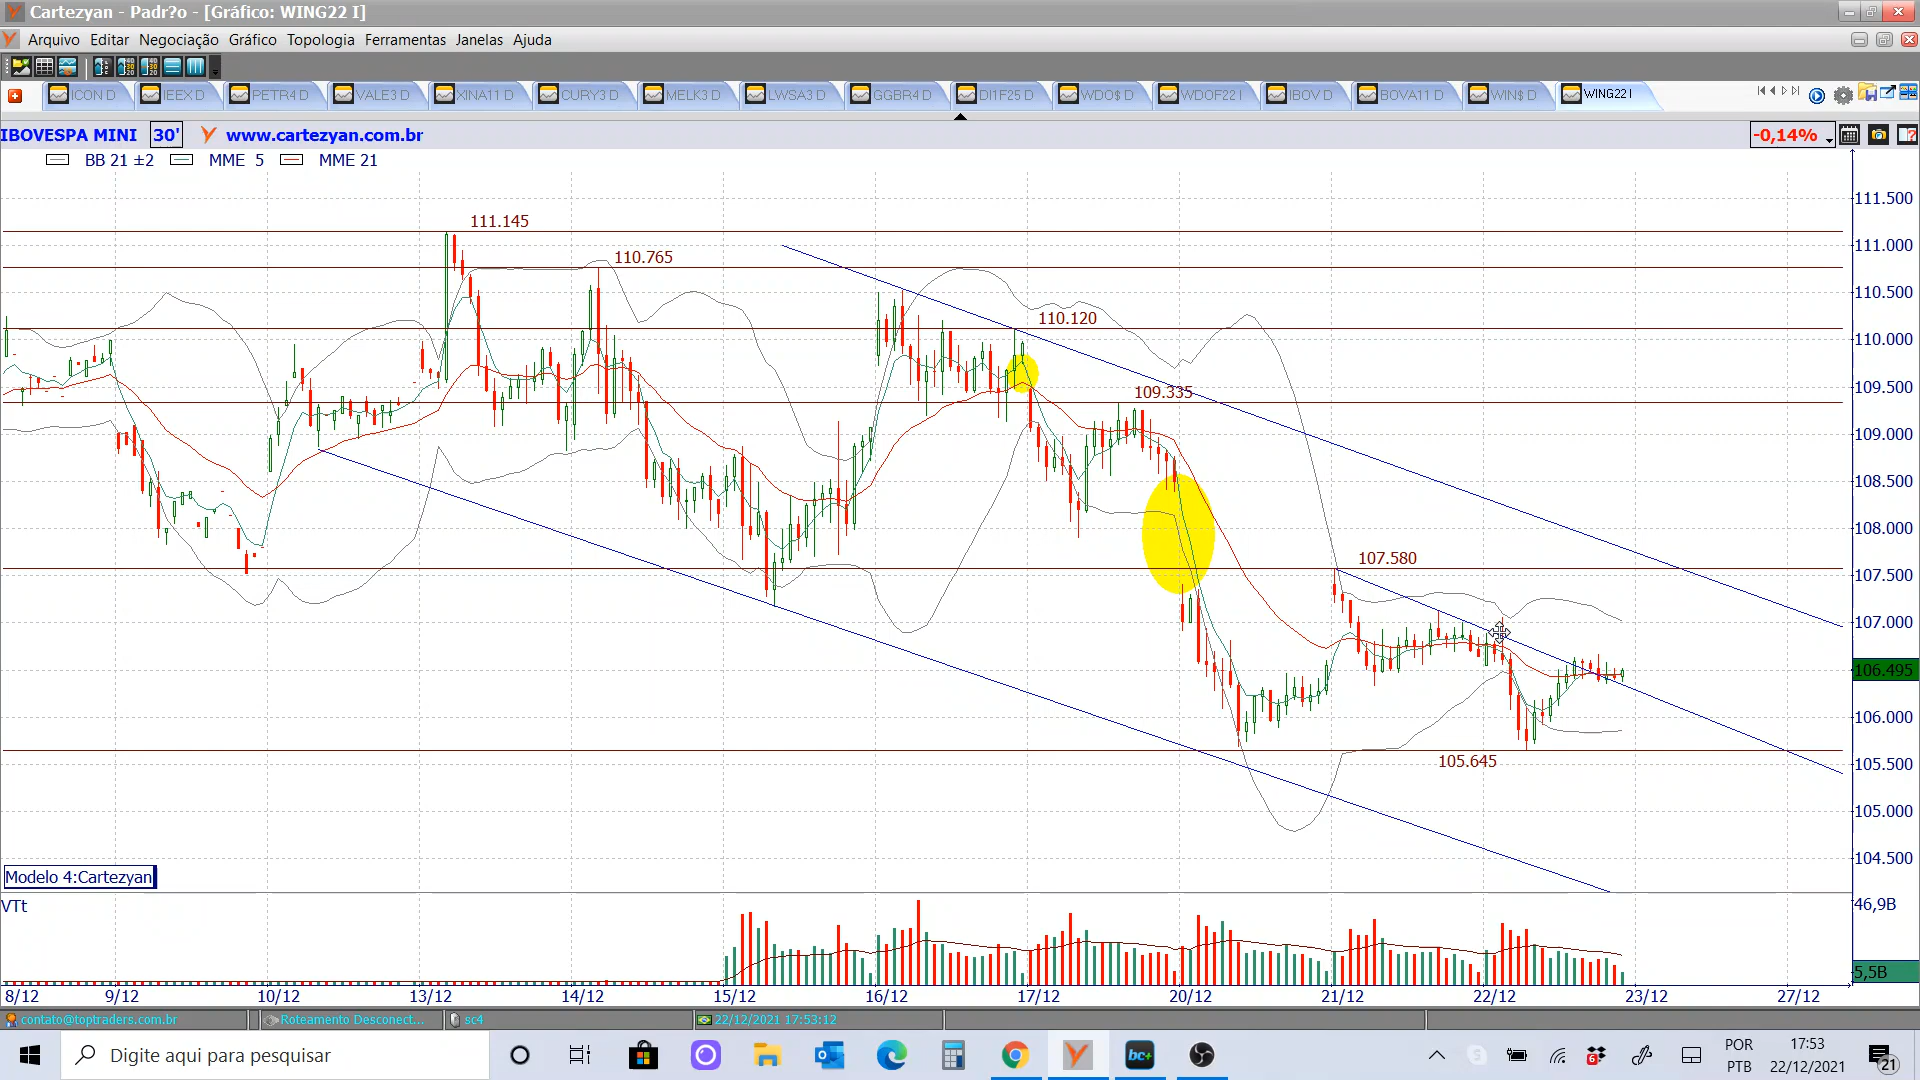 Cartezyan - Padr?o - [Gráfico: WING22 I]
Arquivo Editar Negociação Gráfico Topologia Ferramentas Janelas Ajuda
ICON D IEEX D PETR4 D VALE3 D XINA11 D CURY3 D MELK3 D LWSA3 D GGBR4 D DI1F25 D WDO$ D WDOF22 I IBOV D BOVA11 D WIN$ D WING22 I
IBOVESPA MINI 30' www.cartezyan.com.br -0,14%
BB 21 ±2 MME 5 MME 21
111.500
111.145
111.000
110.765
110.500
110.120
110.000
109.500
109.335
109.000
108.500
108.000
107.580
107.500
107.000
106.495
106.000
105.645
105.500
105.000
104.500
Modelo 4:Cartezyan
VTt
46,9B
5,5B
8/12 9/12 10/12 13/12 14/12 15/12 16/12 17/12 20/12 21/12 22/12 23/12 27/12
contato@toptraders.com.br Roteamento Desconect... sc4 22/12/2021 17:53:12
Digite aqui para pesquisar
bc+
6
POR
PTB
17:53
22/12/2021
21